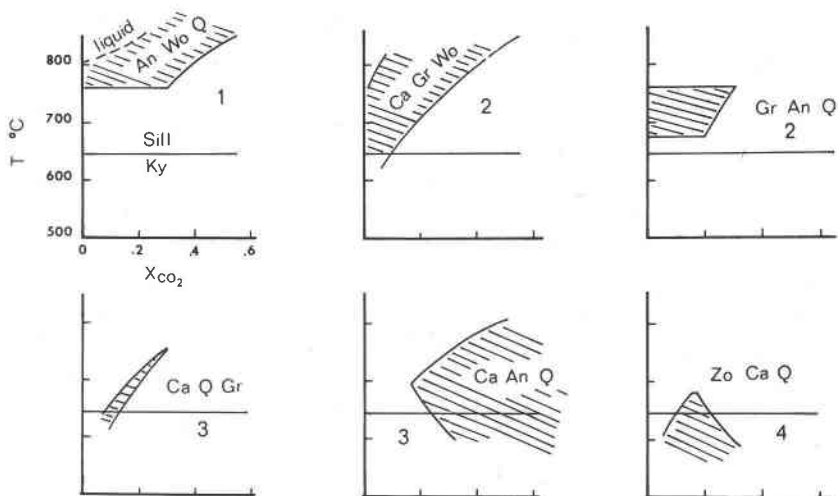 liquid
An Wo Q
800
700
600
500
T °C
1
Sill
Ky
0 .2 .4 .6
XCO2
Ca Gr Wo
2
Gr An Q
2
Ca Q Gr
3
Ca An Q
3
Zo Ca Q
4